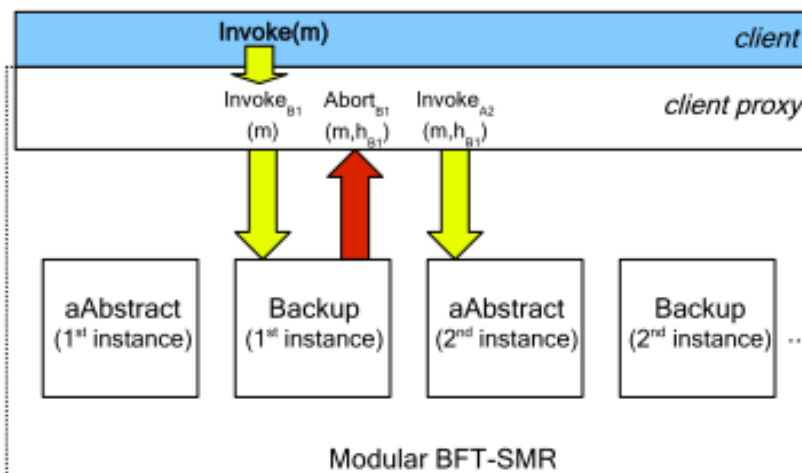 Invoke(m)
client
Invoke_B1 Abort_B1 Invoke_A2
client proxy
(m) (m,h_B1) (m,h_B1)
aAbstract Backup aAbstract Backup
(1st instance) (1st instance) (2nd instance) (2nd instance) ...
Modular BFT-SMR